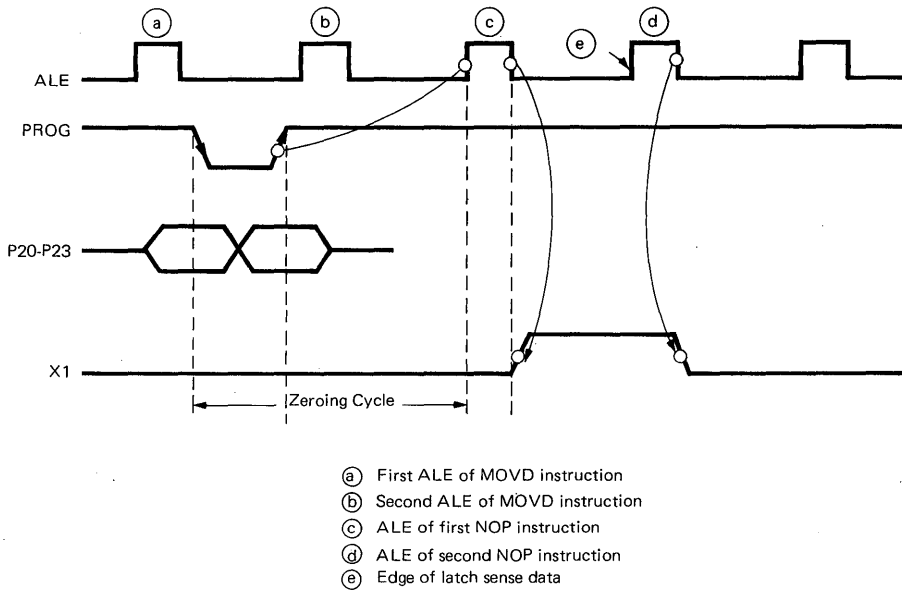 a b c d
e
ALE
PROG
P20-P23
X1
Zeroing Cycle
a First ALE of MOVD instruction
b Second ALE of MOVD instruction
c ALE of first NOP instruction
d ALE of second NOP instruction
e Edge of latch sense data